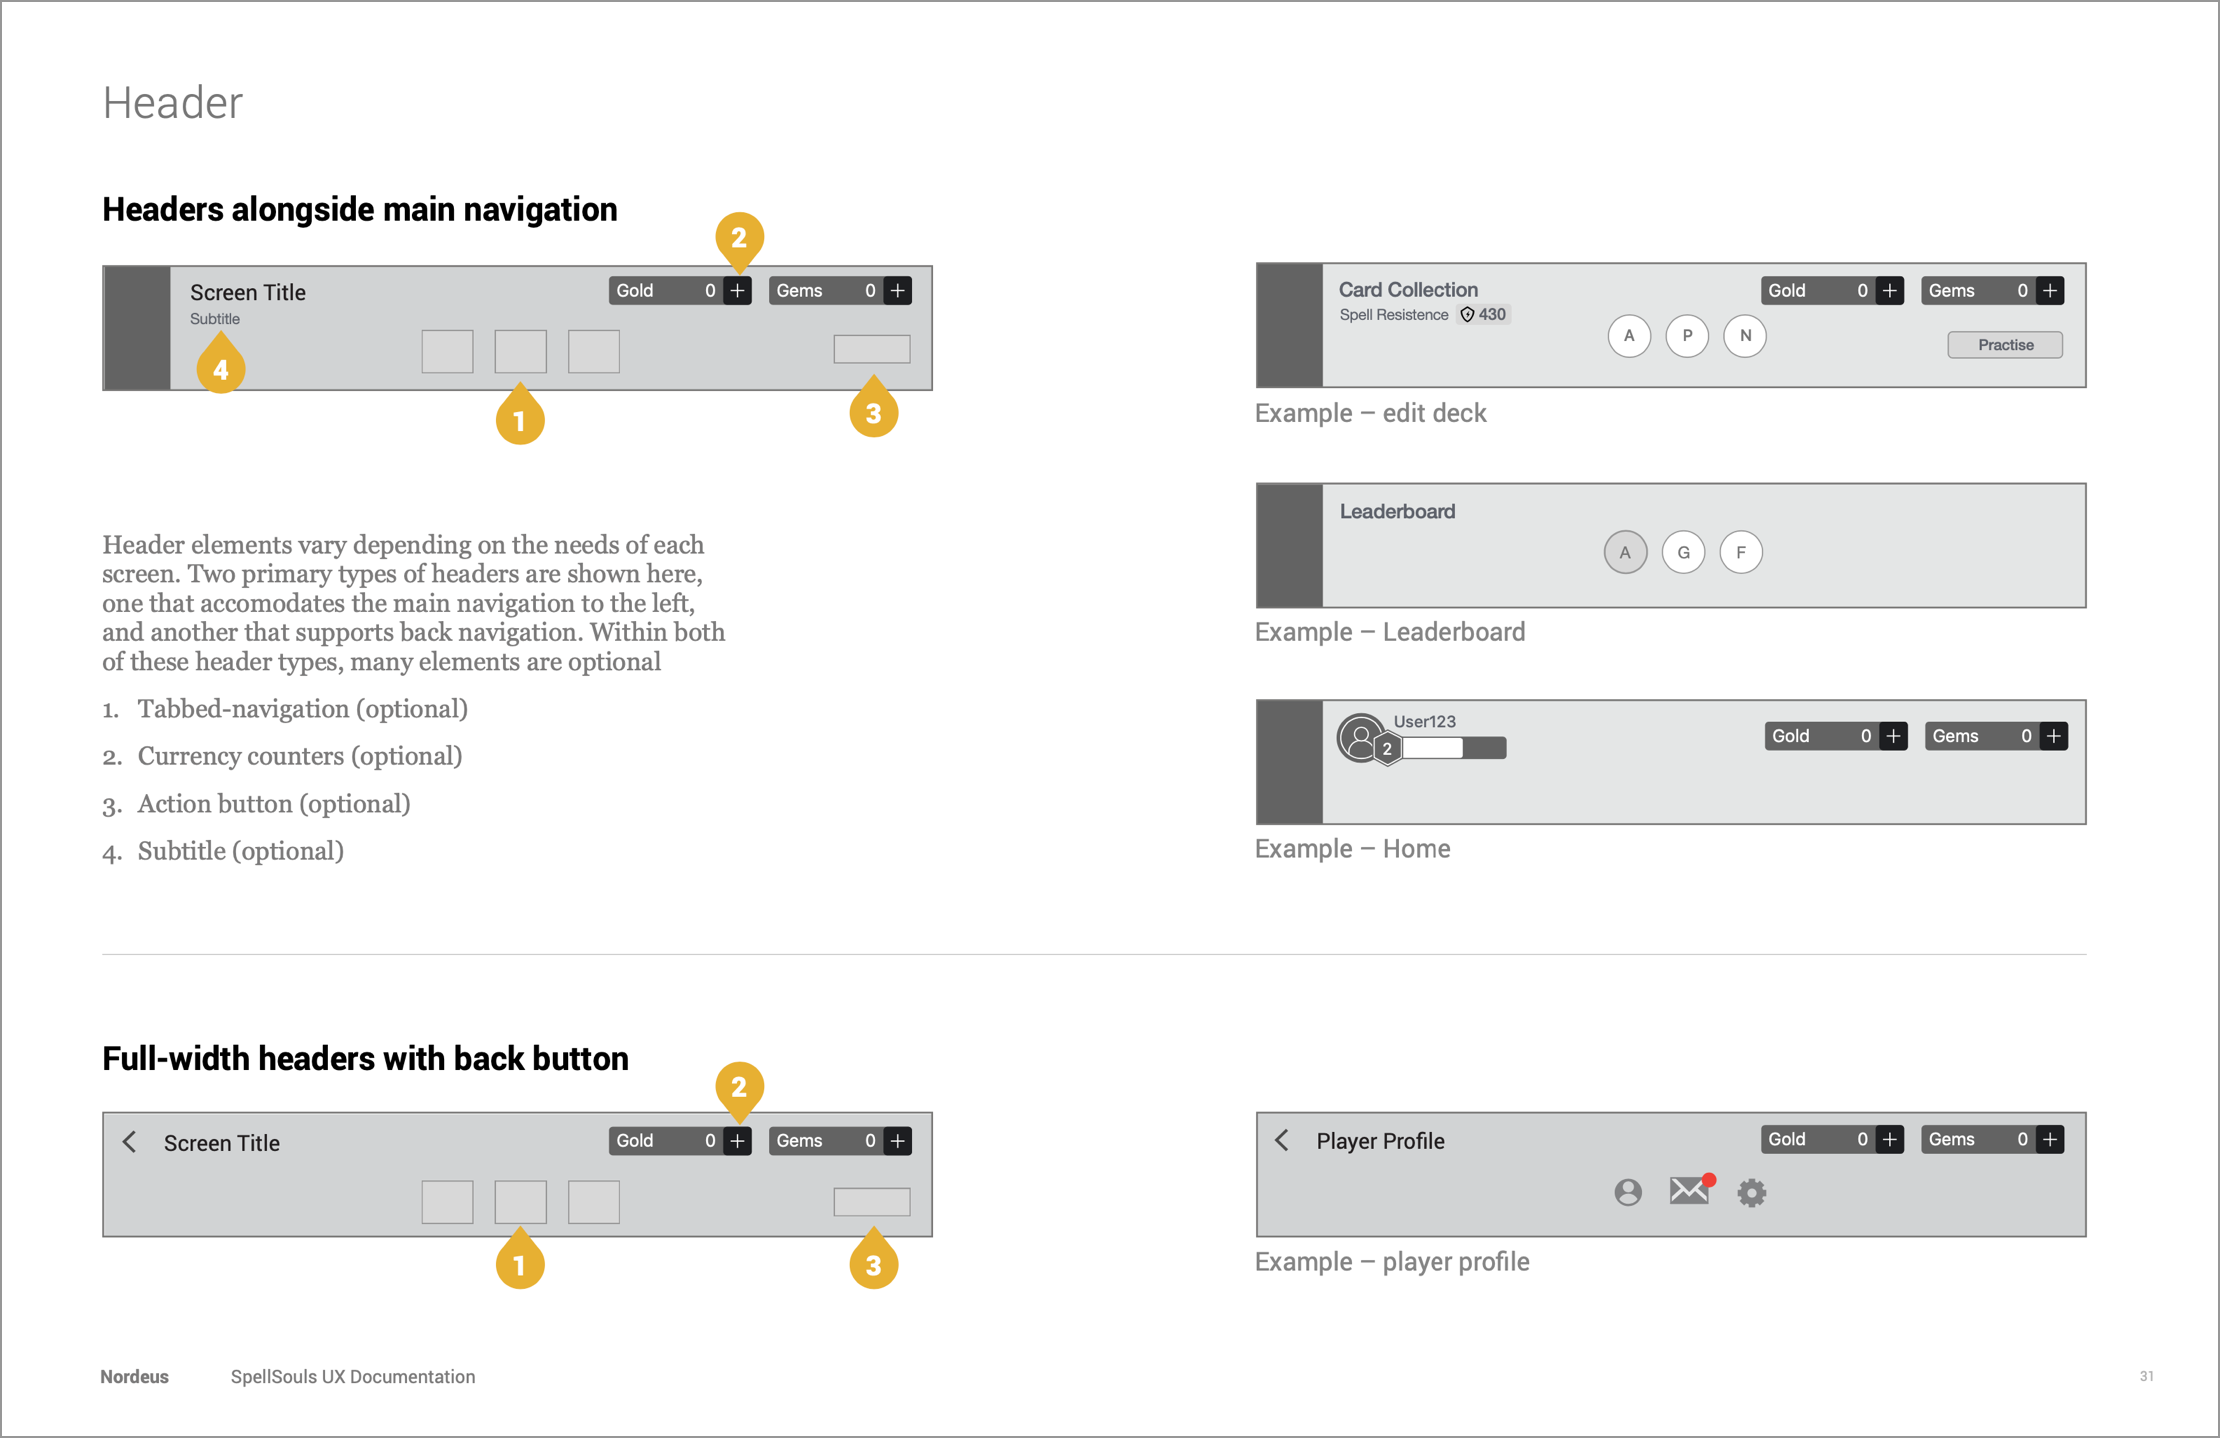 Header
Headers alongside main navigation
2
Screen Title
Subtitle
Gold 0 +
Gems 0 +
4
1
3
Header elements vary depending on the needs of each
screen. Two primary types of headers are shown here,
one that accomodates the main navigation to the left,
and another that supports back navigation. Within both
of these header types, many elements are optional
1. Tabbed-navigation (optional)
2. Currency counters (optional)
3. Action button (optional)
4. Subtitle (optional)
Card Collection
Spell Resistence 430
Gold 0 +
Gems 0 +
A P N
Practise
Example – edit deck
Leaderboard
A G F
Example – Leaderboard
User123
2
Gold 0 +
Gems 0 +
Example – Home
Full-width headers with back button
2
Screen Title
Gold 0 +
Gems 0 +
1
3
Player Profile
Gold 0 +
Gems 0 +
Example – player profile
Nordeus SpellSouls UX Documentation
31